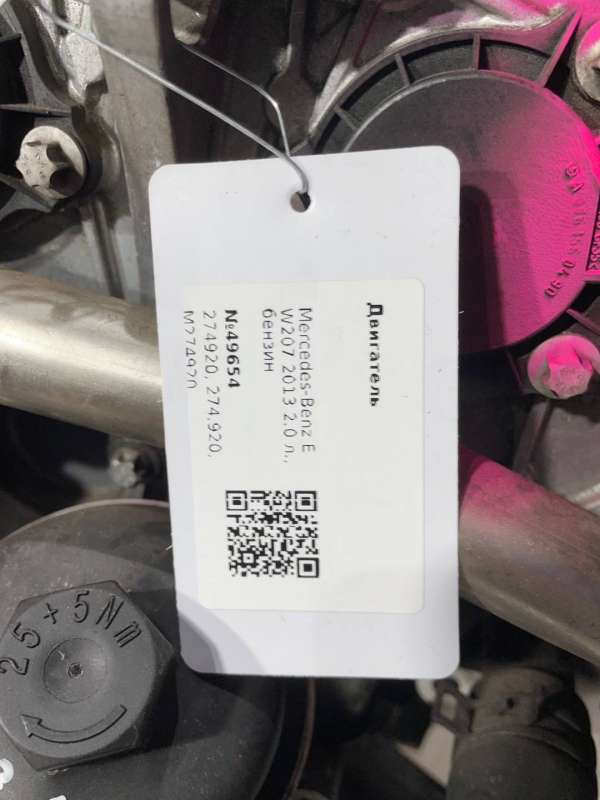 Двигатель
Mercedes-Benz E
W207 2013 2.0 л.,
бензин
№49654
274920, 274,920,
M274920
25+5Nm